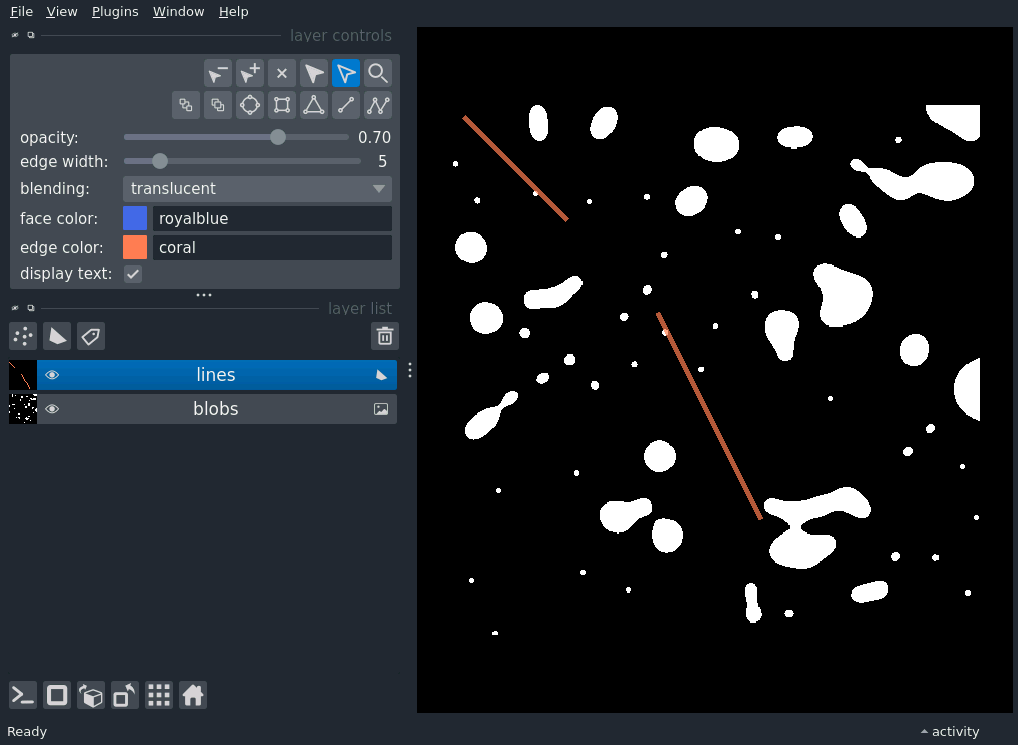 File View Plugins Window Help
layer controls
opacity: 0.70
edge width: 5
blending: translucent
face color: royalblue
edge color: coral
display text:
layer list
lines
blobs
Ready
activity